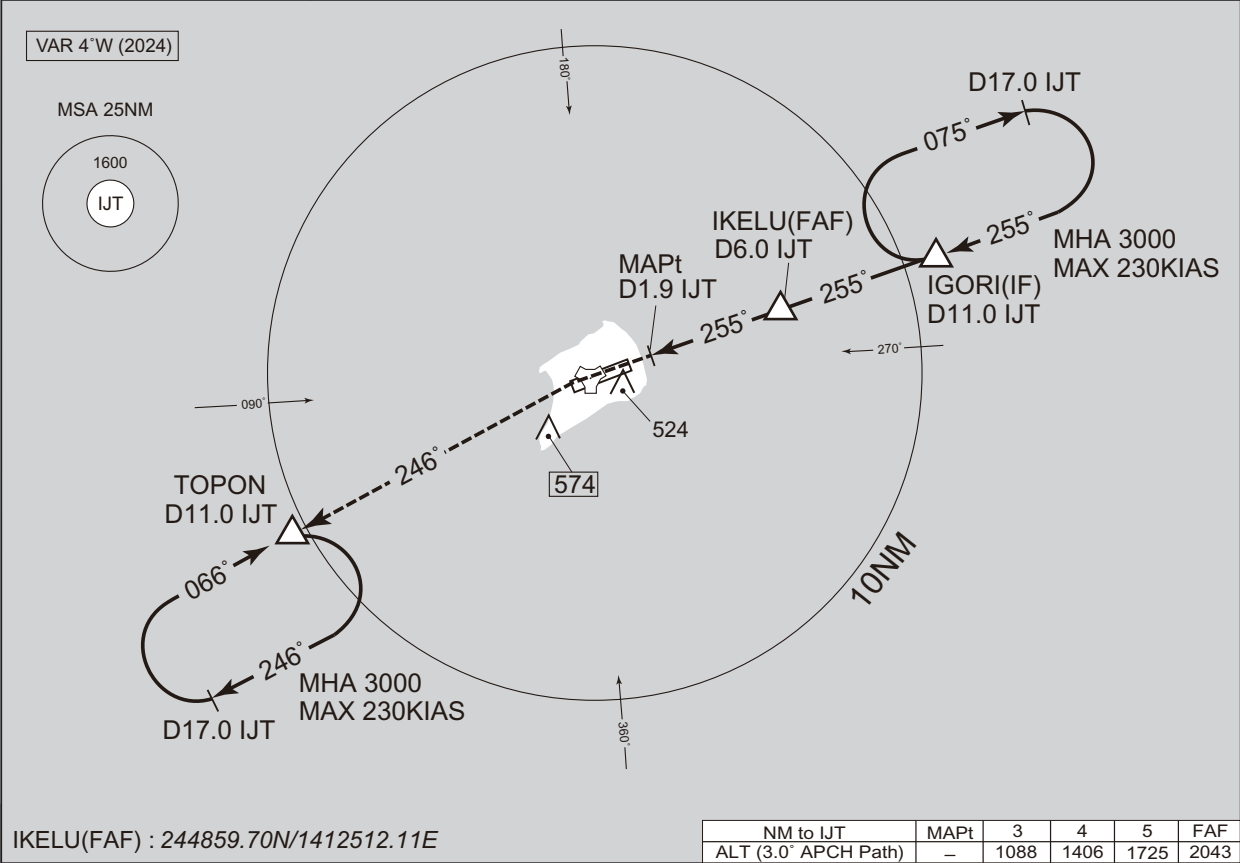 VAR 4˚W (2024)
MSA 25NM
1600
IJT
180˚
D17.0 IJT
075˚
255˚
MHA 3000
MAX 230KIAS
IKELU(FAF)
D6.0 IJT
MAPt
D1.9 IJT
255˚
255˚
IGORI(IF)
D11.0 IJT
270˚
090˚
524
246˚
574
TOPON
D11.0 IJT
066˚
246˚
MHA 3000
MAX 230KIAS
D17.0 IJT
10NM
360˚
IKELU(FAF) : 244859.70N/1412512.11E
NM to IJT MAPt 3 4 5 FAF
ALT (3.0˚ APCH Path) – 1088 1406 1725 2043